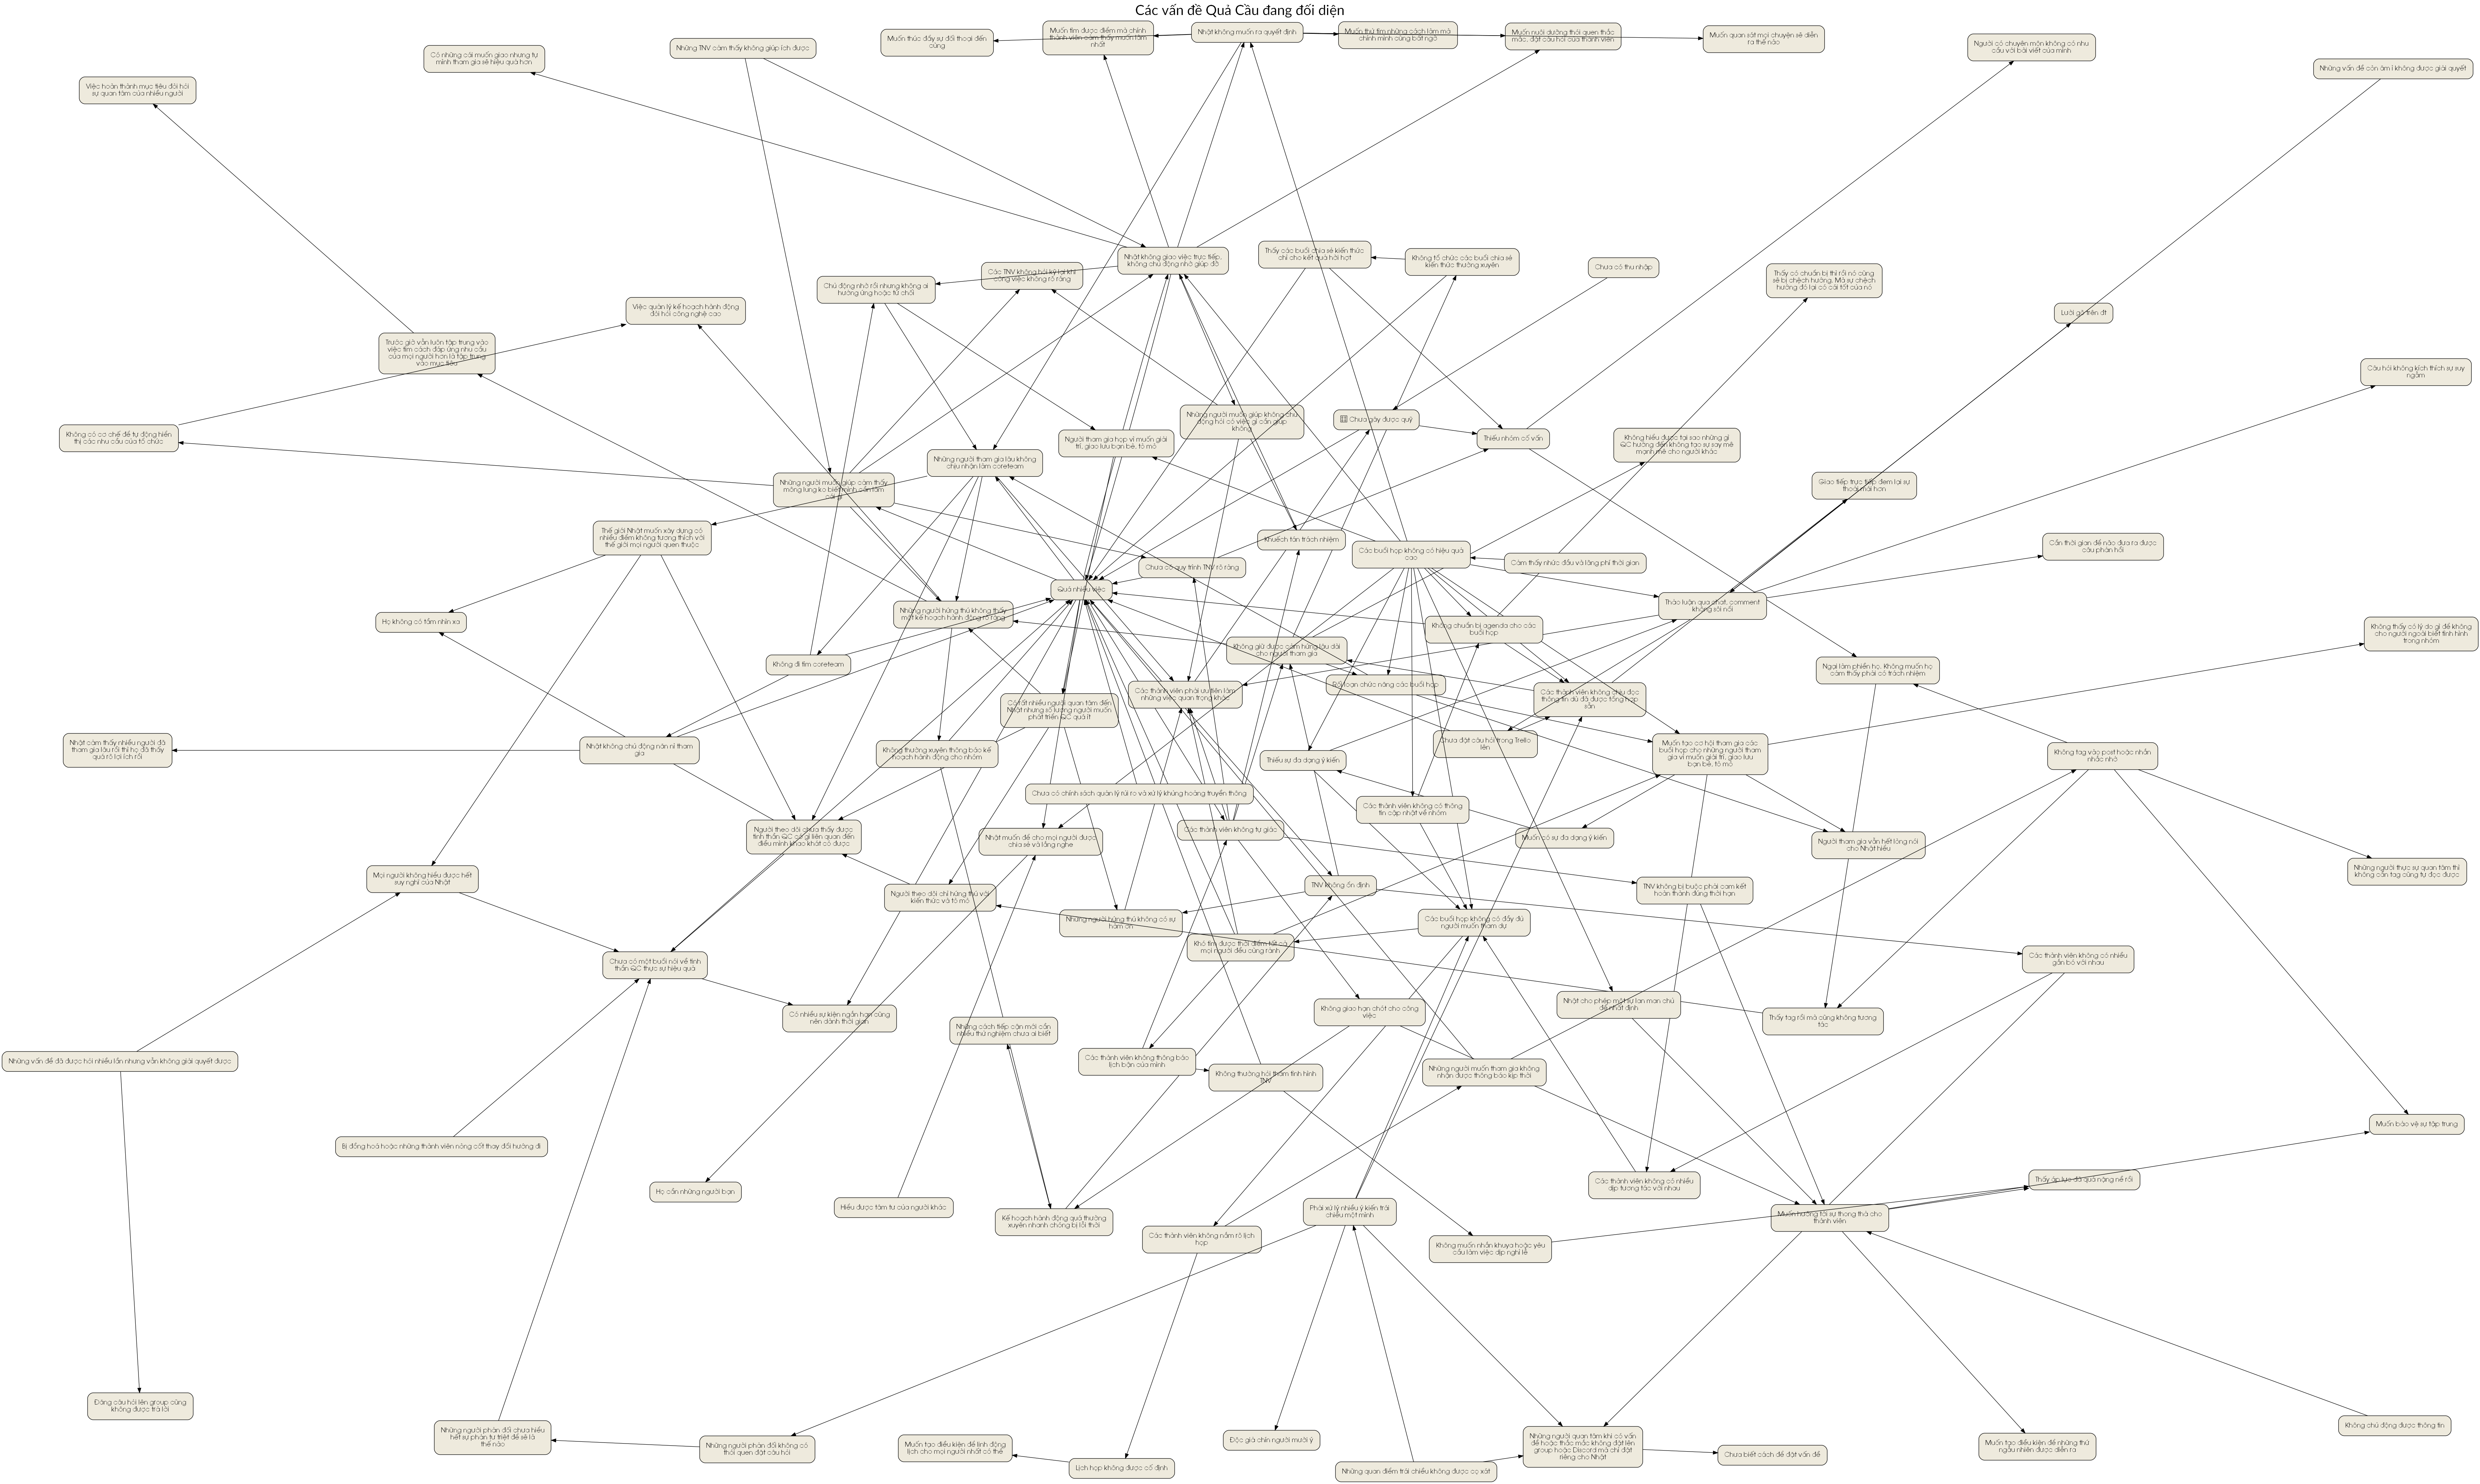 Các vấn đề Quả Cầu đang đối diện
Muốn thúc đẩy sự đối thoại đến
cùng
Muốn tìm được điểm mà chính
thành viên cảm thấy muốn làm
nhất
Nhật không muốn ra quyết định
Muốn thử tìm những cách làm mà
chính mình cũng bất ngờ
Muốn nuôi dưỡng thói quen thắc
mắc, đặt câu hỏi của thành viên
Muốn quan sát mọi chuyện sẽ diễn
ra thế nào
Người có chuyên môn không có nhu
cầu với bài viết của mình
Những vấn đề còn âm ỉ không được giải quyết
Có những cái muốn giao nhưng tự
mình tham gia sẽ hiệu quả hơn
Những TNV cảm thấy không giúp ích được
Việc hoàn thành mục tiêu đòi hỏi
sự quan tâm của nhiều người
Nhật không giao việc trực tiếp,
không chủ động nhờ giúp đỡ
Thấy các buổi chia sẻ kiến thức
chỉ cho kết quả hời hợt
Không tổ chức các buổi chia sẻ
kiến thức thường xuyên
Chưa có thu nhập
Thấy có chuẩn bị thì rồi nó cũng
sẽ bị chệch hướng. Mà sự chệch
hướng đó lại có cái tốt của nó
Các TNV không hỏi kỹ lại khi
công việc không rõ ràng
Chủ động nhờ rồi nhưng không ai
hưởng ứng hoặc từ chối
Việc quản lý kế hoạch hành động
đòi hỏi công nghệ cao
Lười gõ trên đt
Trước giờ vẫn luôn tập trung vào
việc tìm cách đáp ứng nhu cầu
của mọi người hơn là tập trung
vào mục tiêu
Câu hỏi không kích thích sự suy
ngẫm
Những người muốn giúp không chủ
động hỏi có việc gì cần giúp
không
Chưa gây được quỹ
Không có cơ chế để tự động hiển
thị các nhu cầu của tổ chức
Người tham gia họp vì muốn giải
trí, giao lưu bạn bè, tò mò
Thiếu nhóm cố vấn
Không hiểu được tại sao những gì
QC hướng đến không tạo sự say mê
mạnh mẽ cho người khác
Những người tham gia lâu không
chịu nhận làm coreteam
Những người muốn giúp cảm thấy
mông lung ko biết mình cần làm
cái gì
Giao tiếp trực tiếp đem lại sự
thoải mái hơn
Thế giới Nhật muốn xây dựng có
nhiều điểm không tương thích với
thế giới mọi người quen thuộc
Khuếch tán trách nhiệm
Các buổi họp không có hiệu quả
cao
Cảm thấy nhức đầu và lãng phí thời gian
Cần thời gian để não đưa ra được
câu phản hồi
Chưa có quy trình TNV rõ ràng
Quá nhiều việc
Thảo luận qua chat, comment
không sôi nổi
Những người hứng thú không thấy
một kế hoạch hành động rõ ràng
Họ không có tầm nhìn xa
Không chuẩn bị agenda cho các
buổi họp
Không thấy có lý do gì để không
cho người ngoài biết tình hình
trong nhóm
Không giữ được cảm hứng lâu dài
cho người tham gia
Không đi tìm coreteam
Ngại làm phiền họ. Không muốn họ
cảm thấy phải có trách nhiệm
Rối loạn chức năng các buổi họp
Các thành viên phải ưu tiên làm
những việc quan trọng khác
Các thành viên không chịu đọc
thông tin dù đã được tổng hợp
sẵn
Có rất nhiều người quan tâm đến
Nhật nhưng số lượng người muốn
phát triển QC quá ít
Chưa đặt câu hỏi trong Trello
lên
Nhật cảm thấy nhiều người đã
tham gia lâu rồi thì họ đã thấy
quá rõ lợi ích rồi
Nhật không chủ động nài nỉ tham
gia
Không thường xuyên thông báo kế
hoạch hành động cho nhóm
Thiếu sự đa dạng ý kiến
Muốn tạo cơ hội tham gia các
buổi họp cho những người tham
gia vì muốn giải trí, giao lưu
bạn bè, tò mò
Không tag vào post hoặc nhắn
nhắc nhở
Chưa có chính sách quản lý rủi ro và xử lý khủng hoảng truyền thông
Các thành viên không có thông
tin cập nhật về nhóm
Người theo dõi chưa thấy được
tinh thần QC có gì liên quan đến
điều mình khao khát có được
Nhật muốn để cho mọi người được
chia sẻ và lắng nghe
Các thành viên không tự giác
Muốn có sự đa dạng ý kiến
Người tham gia vẫn hết lòng nói
cho Nhật hiểu
Những người thực sự quan tâm thì
không cần tag cũng tự đọc được
Mọi người không hiểu được hết
suy nghĩ của Nhật
Người theo dõi chỉ hứng thú với
kiến thức và tò mò
TNV không ổn định
TNV không bị buộc phải cam kết
hoàn thành đúng thời hạn
Những người hứng thú không có sự
ham ơn
Các buổi họp không có đầy đủ
người muốn tham dự
Khó tìm được thời điểm tất cả
mọi người đều cùng rảnh
Các thành viên không có nhiều
gắn bó với nhau
Chưa có một buổi nói về tinh
thần QC thực sự hiệu quả
Nhật cho phép một sự lan man chủ
đề nhất định
Có nhiều sự kiện ngắn hạn cũng
nên dành thời gian
Không giao hạn chót cho công
việc
Thấy tag rồi mà cũng không tương
tác
Những cách tiếp cận mới cần
nhiều thử nghiệm chưa ai biết
Những vấn đề đã được hỏi nhiều lần nhưng vẫn không giải quyết được
Các thành viên không thông báo
lịch bận của mình
Không thường hỏi thăm tình hình
TNV
Những người muốn tham gia không
nhận được thông báo kịp thời
Muốn bảo vệ sự tập trung
Bị đồng hoá hoặc những thành viên nòng cốt thay đổi hướng đi
Họ cần những người bạn
Hiểu được tâm tư của người khác
Các thành viên không có nhiều
dịp tương tác với nhau
Thấy áp lực đã quá nặng nề rồi
Kế hoạch hành động quá thường
xuyên nhanh chóng bị lỗi thời
Phải xử lý nhiều ý kiến trái
chiều một mình
Muốn hướng tới sự thong thả cho
thành viên
Các thành viên không nắm rõ lịch
họp
Không muốn nhắn khuya hoặc yêu
cầu làm việc dịp nghỉ lễ
Đăng câu hỏi lên group cũng
không được trả lời
Những người phản đối chưa hiểu
hết sự phản tư triệt để sẽ là
thế nào
Những người phản đối không có
thói quen đặt câu hỏi
Muốn tạo điều kiện để linh động
lịch cho mọi người nhất có thể
Độc giả chín người mười ý
Những người quan tâm khi có vấn
đề hoặc thắc mắc không đặt lên
group hoặc Discord mà chỉ đặt
riêng cho Nhật
Chưa biết cách để đặt vấn đề
Muốn tạo điều kiện để những thứ
ngẫu nhiên được diễn ra
Không chủ động được thông tin
Lịch họp không được cố định
Những quan điểm trái chiều không được cọ xát